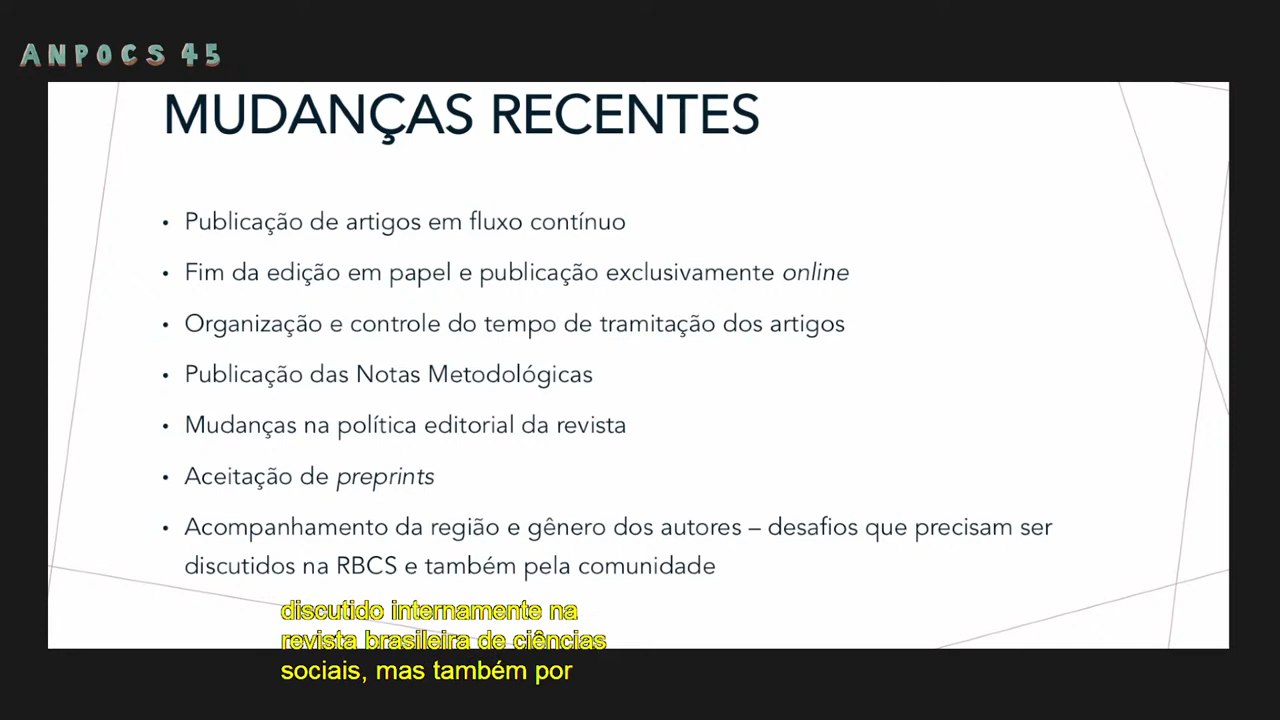 ANPOCS 45
MUDANÇAS RECENTES
• Publicação de artigos em fluxo contínuo
• Fim da edição em papel e publicação exclusivamente online
• Organização e controle do tempo de tramitação dos artigos
• Publicação das Notas Metodológicas
• Mudanças na política editorial da revista
• Aceitação de preprints
• Acompanhamento da região e gênero dos autores – desafios que precisam ser
discutidos na RBCS e também pela comunidade
discutido internamente na
revista brasileira de ciências
sociais, mas também por